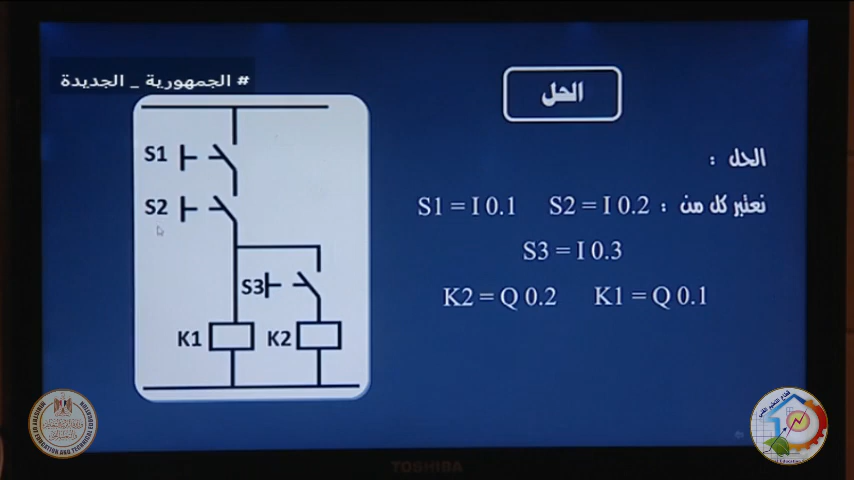 # الجمهورية _ الجديدة
الحل
الحل :
نعتبر كل من : S1 = I 0.1 S2 = I 0.2
S3 = I 0.3
K2 = Q 0.2 K1 = Q 0.1
S1
S2
S3
K1
K2
TOSHIBA